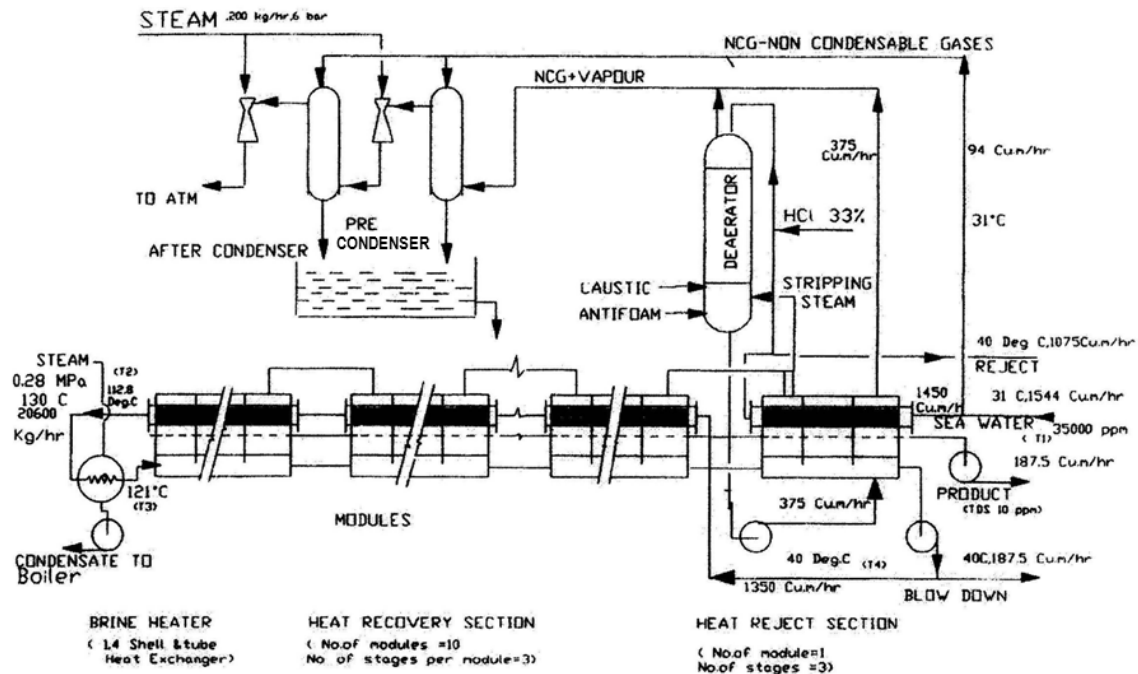 STEAM ,200 kg/hr,6 bar
NCG-NON CONDENSABLE GASES
NCG+VAPOUR
375
Cu.m/hr
94 Cu.m/hr
TO ATM
DEAERATOR
HCl 33%
31°C
PRE
CONDENSER
AFTER CONDENSER
CAUSTIC
STRIPPING
STEAM
ANTIFOAM
STEAM
(T2)
0.28 MPa
112.8
Deg.C
130 C
20600
Kg/hr
40 Deg C,1075Cu.m/hr
REJECT
1450
Cu.m/h
31 C,1544 Cu.m/hr
SEA WATER
(T1)
35000 ppm
187.5 Cu.m/hr
121°C
(T3)
PRODUCT
(TDS 10 ppm)
MODULES
375 Cu.m/hr
CONDENSATE TO
Boiler
40 Deg.C (T4)
40C,187.5 Cu.m/hr
1350 Cu.m/hr
BLOW DOWN
BRINE HEATER
( 1.4 Shell &tube
Heat Exchanger)
HEAT RECOVERY SECTION
( No.of modules =10
No. of stages per module=3)
HEAT REJECT SECTION
( No.of module=1
No.of stages =3)